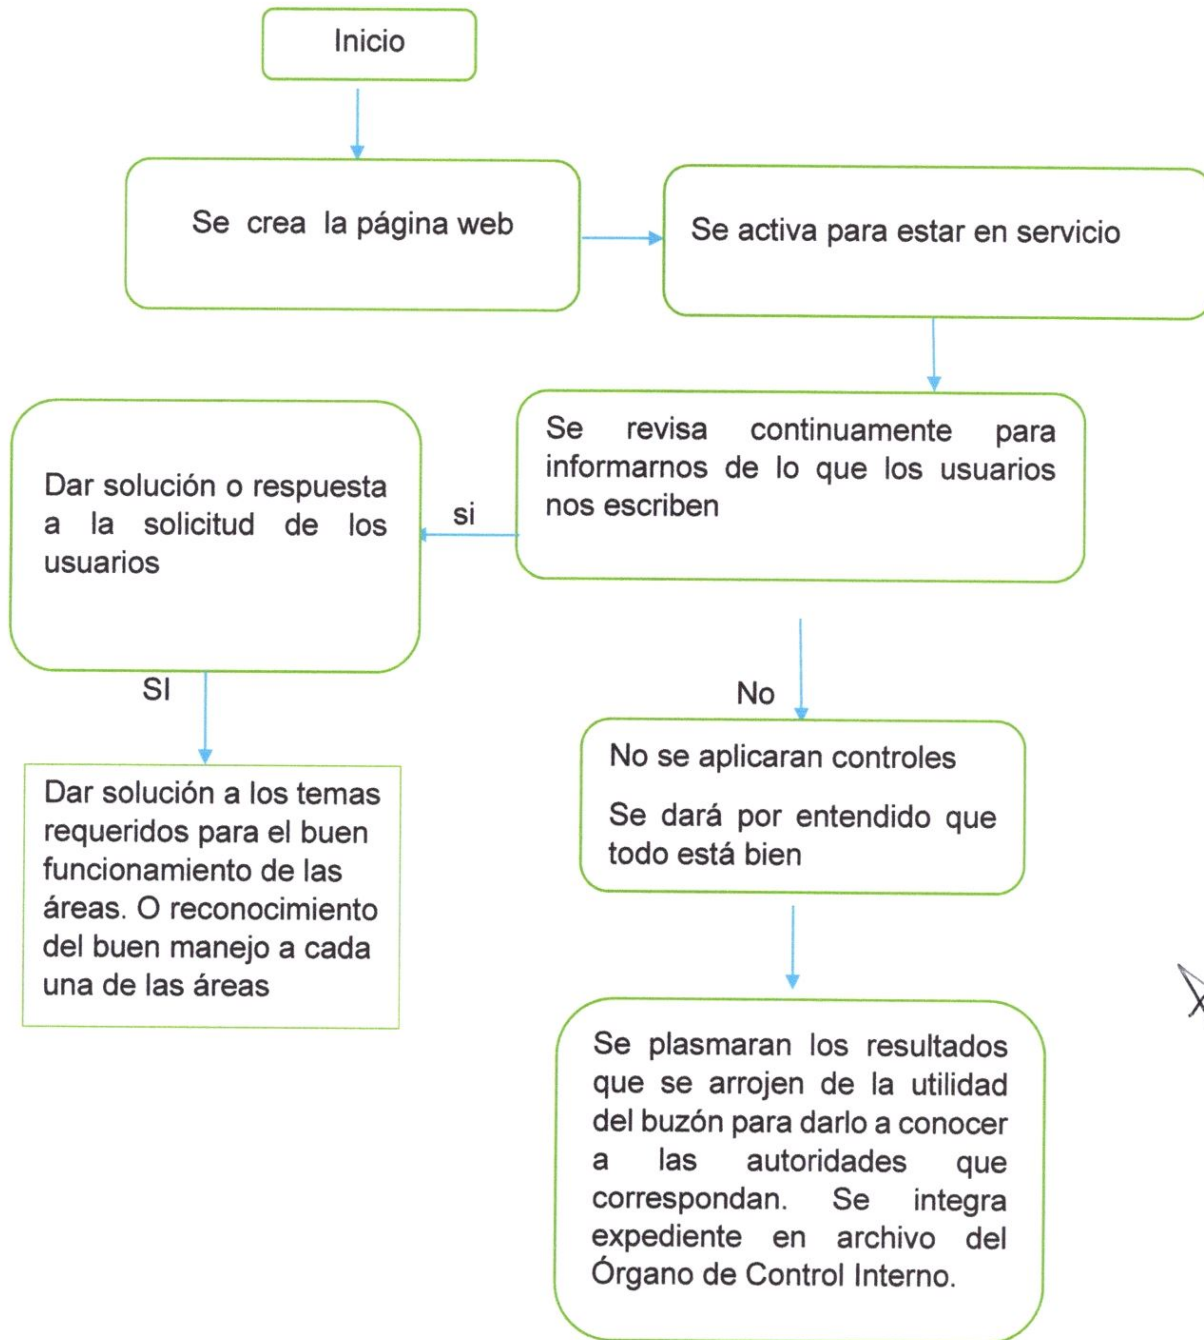 Inicio
Se crea la página web
Se activa para estar en servicio
Se revisa continuamente para
informarnos de lo que los usuarios
nos escriben
si
Dar solución o respuesta
a la solicitud de los
usuarios
SI
Dar solución a los temas
requeridos para el buen
funcionamiento de las
áreas. O reconocimiento
del buen manejo a cada
una de las áreas
No
No se aplicaran controles
Se dará por entendido que
todo está bien
Se plasmaran los resultados
que se arrojen de la utilidad
del buzón para darlo a conocer
a las autoridades que
correspondan. Se integra
expediente en archivo del
Órgano de Control Interno.